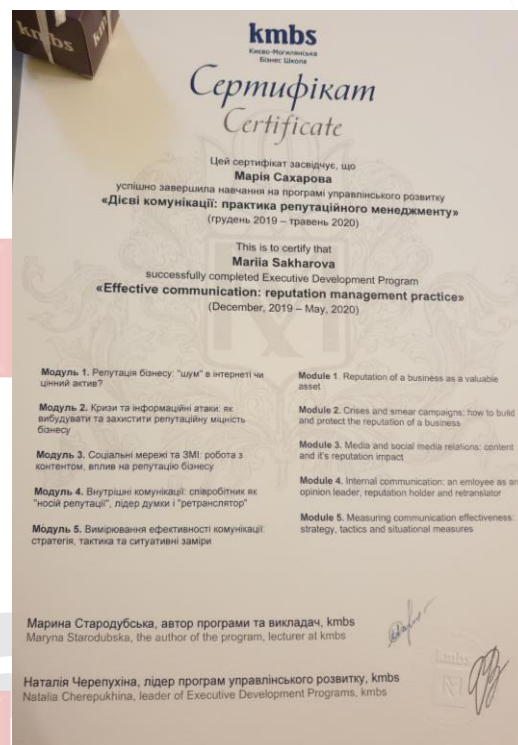 kmbs
kmbs
Києво-Могилянська
Бізнес Школа
Сертифікат
Certificate
Цей сертифікат засвідчує, що
Марія Сахарова
успішно завершила навчання на програмі управлінського розвитку
«Дієві комунікації: практика репутаційного менеджменту»
(грудень 2019 – травень 2020)
This is to certify that
Mariia Sakharova
successfully completed Executive Development Program
«Effective communication: reputation management practice»
(December, 2019 – May, 2020)
Модуль 1. Репутація бізнесу: "шум" в інтернеті чи
цінний актив?
Модуль 2. Кризи та інформаційні атаки: як
вибудувати та захистити репутаційну міцність
бізнесу
Модуль 3. Соціальні мережі та ЗМІ: робота з
контентом, вплив на репутацію бізнесу
Модуль 4. Внутрішні комунікації: співробітник як
"носій репутації", лідер думки і "ретранслятор"
Модуль 5. Вимірювання ефективності комунікації:
стратегія, тактика та ситуативні заміри
Module 1. Reputation of a business as a valuable
asset
Module 2. Crises and smear campaigns: how to build
and protect the reputation of a business
Module 3. Media and social media relations: content
and it's reputation impact
Module 4. Internal communication: an emloyee as an
opinion leader, reputation holder and retranslator
Module 5. Measuring communication effectiveness:
strategy, tactics and situational measures
Марина Стародубська, автор програми та викладач, kmbs
Maryna Starodubska, the author of the program, lecturer at kmbs
Наталія Черепухіна, лідер програм управлінського розвитку, kmbs
Natalia Cherepukhina, leader of Executive Development Programs, kmbs
kmbs